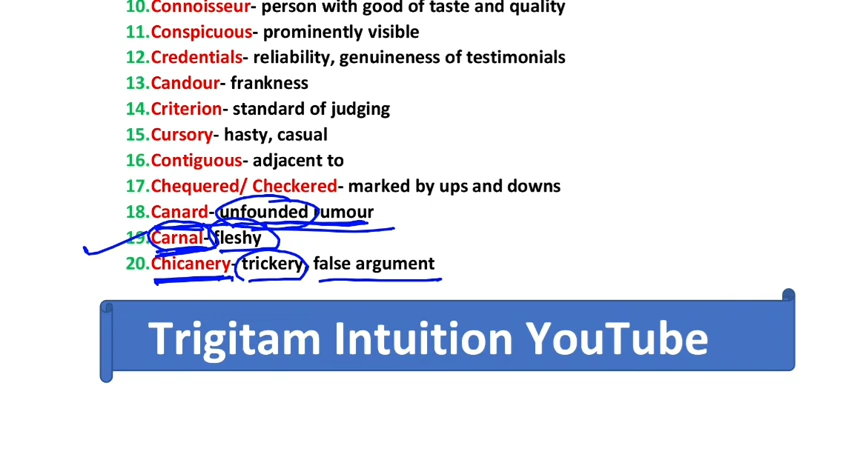 10.Connoisseur- person with good of taste and quality
11.Conspicuous- prominently visible
12.Credentials- reliability, genuineness of testimonials
13.Candour- frankness
14.Criterion- standard of judging
15.Cursory- hasty, casual
16.Contiguous- adjacent to
17.Chequered/ Checkered- marked by ups and downs
18.Canard- unfounded rumour
19.Carnal- fleshy
20.Chicanery- trickery, false argument
Trigitam Intuition YouTube